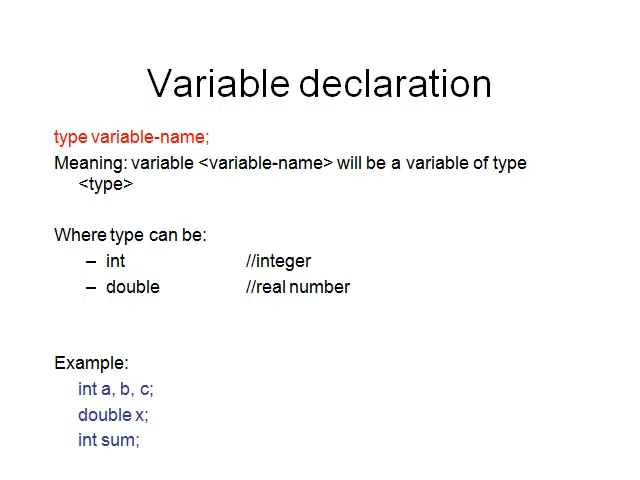 Variable declaration
type variable-name;
Meaning: variable <variable-name> will be a variable of type
<type>
Where type can be:
– int //integer
– double //real number
Example:
int a, b, c;
double x;
int sum;